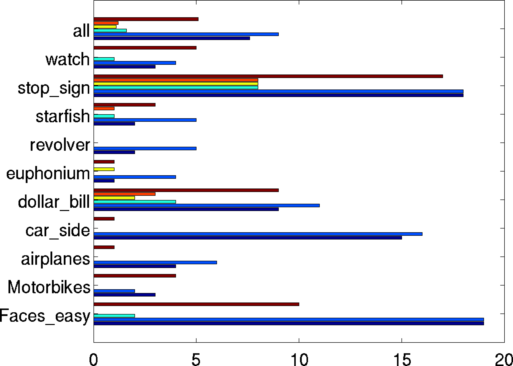 all
watch
stop_sign
starfish
revolver
euphonium
dollar_bill
car_side
airplanes
Motorbikes
Faces_easy
0 5 10 15 20